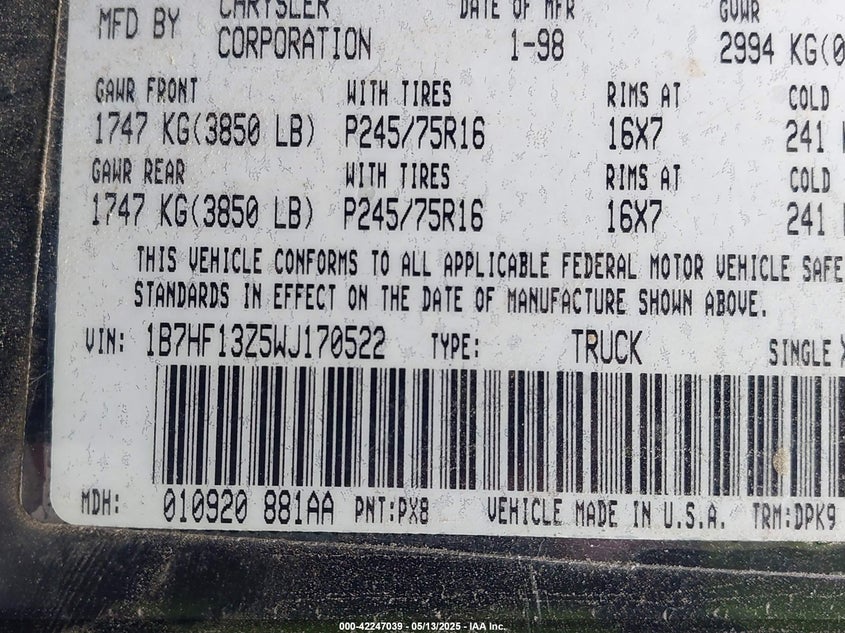 MFD BY CHRYSLER CORPORATION DATE OF MFR 1-98 GVWR 2994 KG(0
GAWR FRONT WITH TIRES RIMS AT COLD
1747 KG(3850 LB) P245/75R16 16X7 241
GAWR REAR WITH TIRES RIMS AT COLD
1747 KG(3850 LB) P245/75R16 16X7 241
THIS VEHICLE CONFORMS TO ALL APPLICABLE FEDERAL MOTOR VEHICLE SAFE
STANDARDS IN EFFECT ON THE DATE OF MANUFACTURE SHOWN ABOVE.
VIN: 1B7HF13Z5WJ170522 TYPE: TRUCK SINGLE X
MDH: 010920 881AA PNT:PX8 VEHICLE MADE IN U.S.A. TRM:DPK9
000-42247039 - 05/13/2025 - IAA Inc.